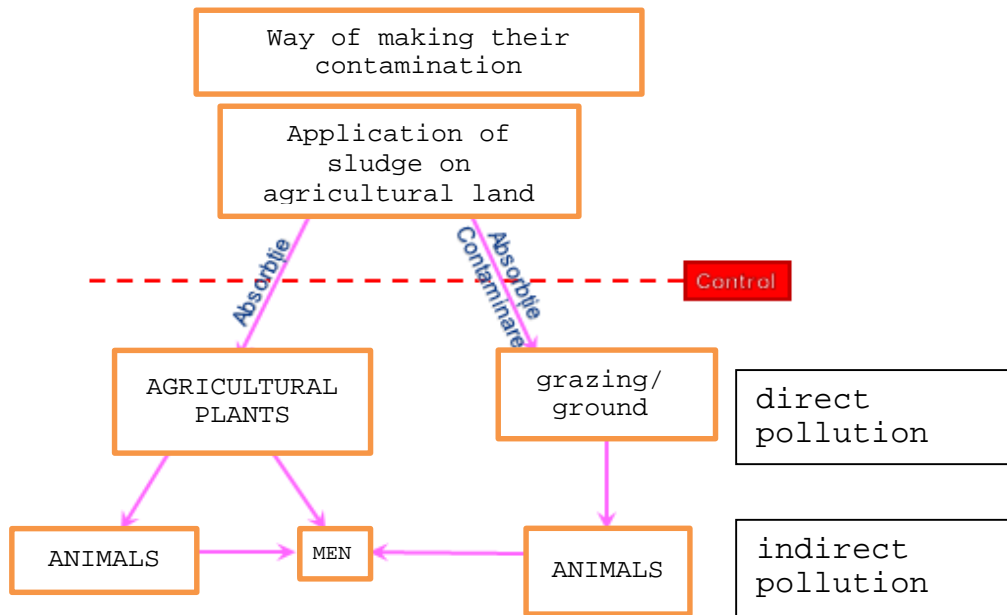 Way of making their
contamination
Application of
sludge on
agricultural land
Absorbtie
Absorbtie
Contaminare
Control
AGRICULTURAL
PLANTS
grazing/
ground
direct
pollution
ANIMALS
MEN
ANIMALS
indirect
pollution